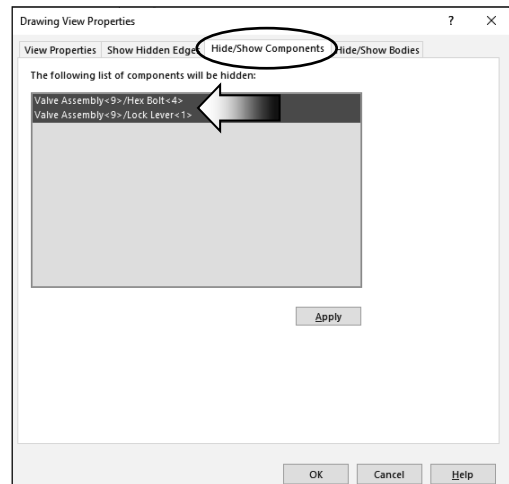 Drawing View Properties ? ×
View Properties Show Hidden Edges Hide/Show Components Hide/Show Bodies
The following list of components will be hidden:
Valve Assembly<9>/Hex Bolt<4>
Valve Assembly<9>/Lock Lever<1>
Apply
OK Cancel Help